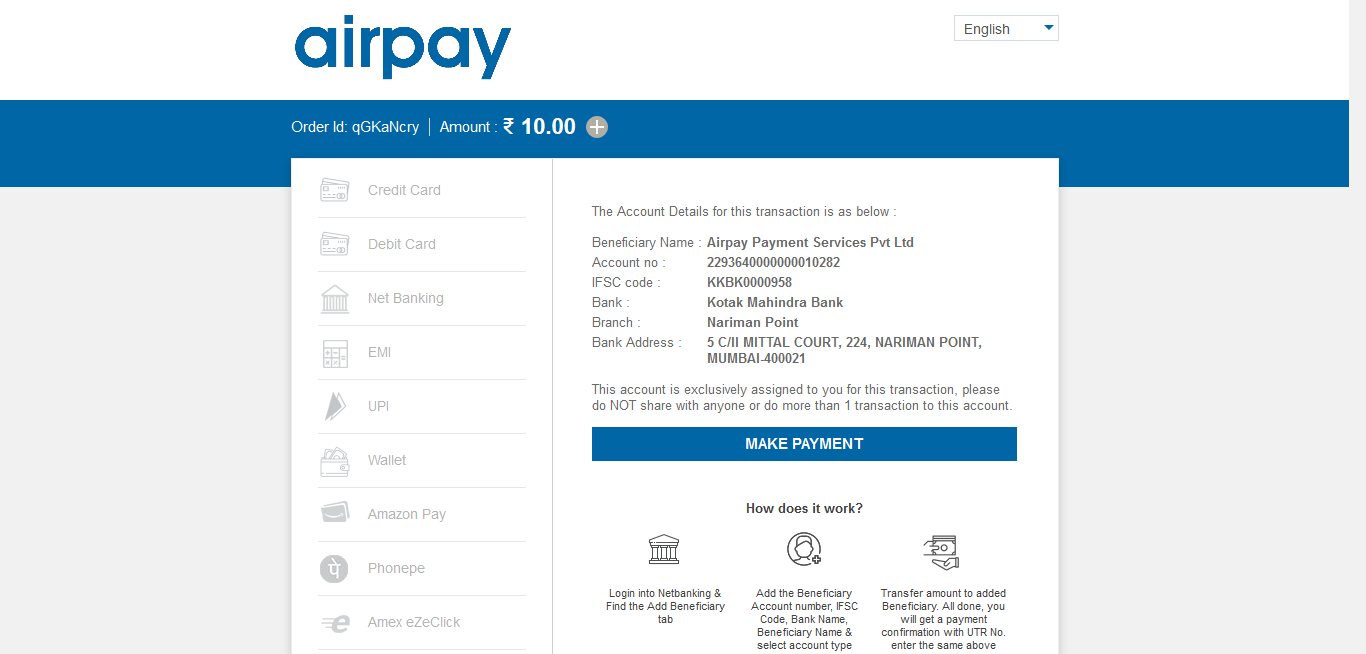 airpay
English
Order Id: qGKaNcry Amount : ₹ 10.00
Credit Card
Debit Card
Net Banking
EMI
UPI
Wallet
Amazon Pay
Phonepe
Amex eZeClick
The Account Details for this transaction is as below :
Beneficiary Name : Airpay Payment Services Pvt Ltd
Account no : 2293640000000010282
IFSC code : KKBK0000958
Bank : Kotak Mahindra Bank
Branch : Nariman Point
Bank Address : 5 C/II MITTAL COURT, 224, NARIMAN POINT,
MUMBAI-400021
This account is exclusively assigned to you for this transaction, please
do NOT share with anyone or do more than 1 transaction to this account.
MAKE PAYMENT
How does it work?
Login into Netbanking &
Find the Add Beneficiary
tab
Add the Beneficiary
Account number, IFSC
Code, Bank Name,
Beneficiary Name &
select account type
Transfer amount to added
Beneficiary. All done, you
will get a payment
confirmation with UTR No.
enter the same above